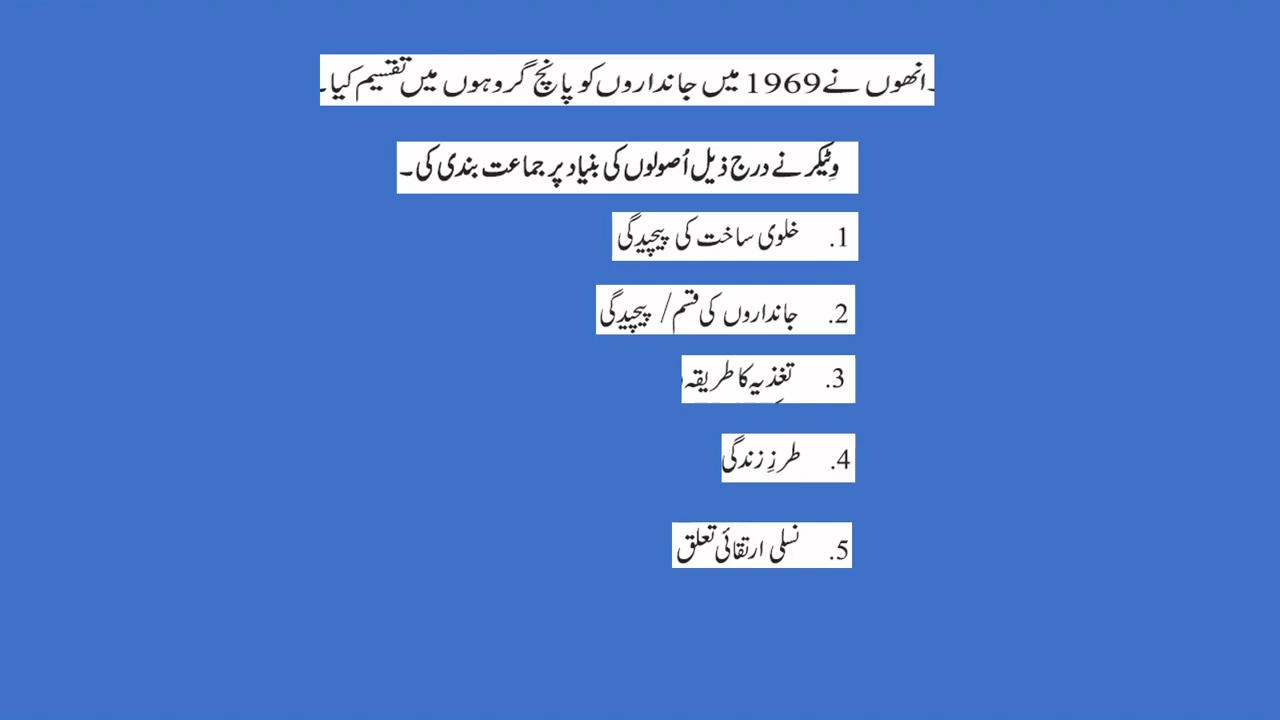 ۔انھوں نے 1969 میں جانداروں کو پانچ گروہوں میں تقسیم کیا۔
وِٹیکر نے درج ذیل اُصولوں کی بنیاد پر جماعت بندی کی۔
1. خلوی ساخت کی پیچیدگی
2. جانداروں کی قسم/ پیچیدگی
3. تغذیہ کا طریقہ
4. طرزِ زندگی
5. نسلی ارتقائی تعلق